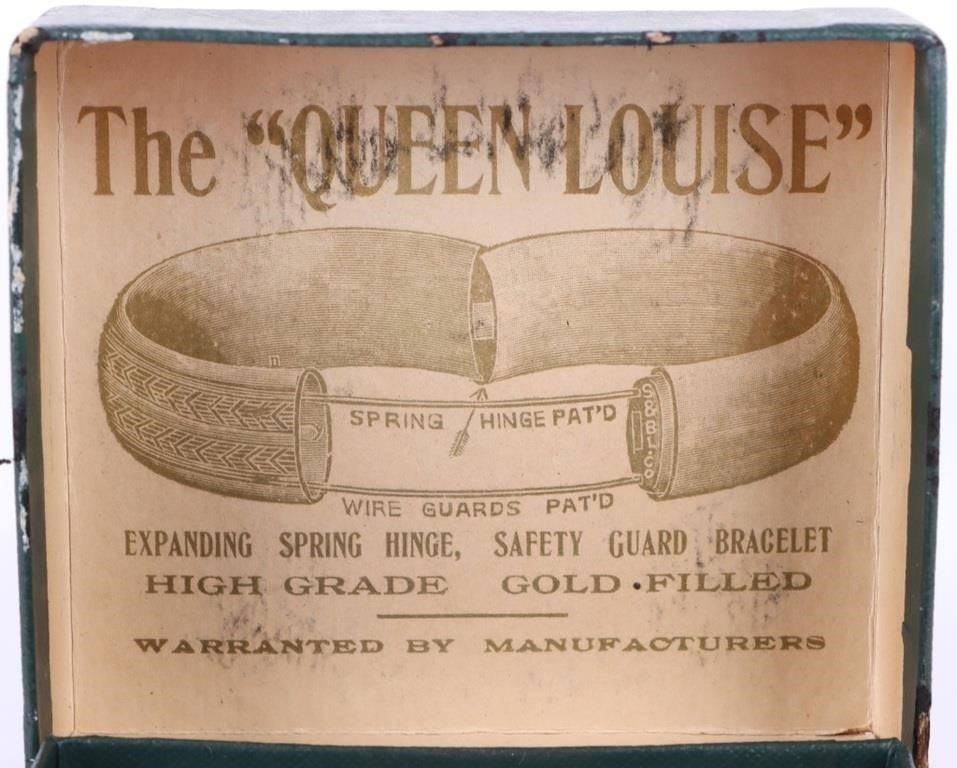 The “QUEEN LOUISE”
SPRING HINGE PAT'D
S & BL. Co
WIRE GUARDS PAT'D
EXPANDING SPRING HINGE, SAFETY GUARD BRACELET
HIGH GRADE GOLD FILLED
WARRANTED BY MANUFACTURERS